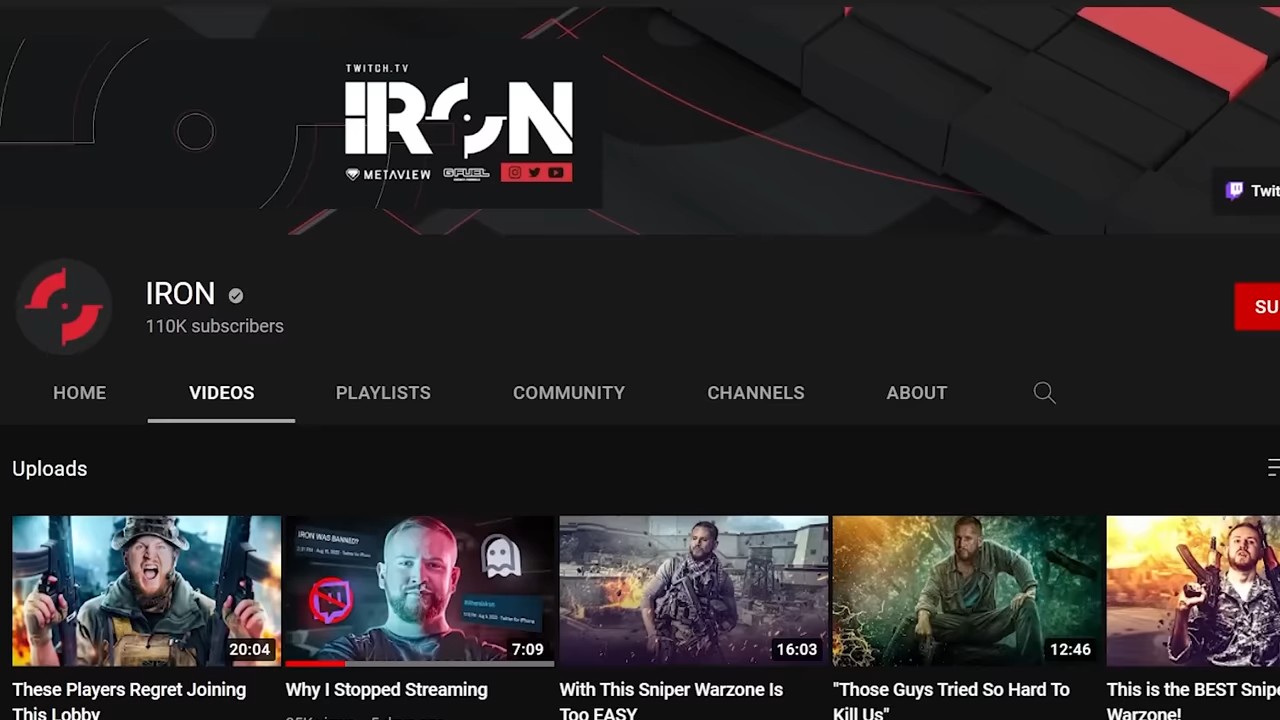 TWITCH.TV
IRON
METAVIEW GFUEL
Twit
IRON
110K subscribers
SU
HOME VIDEOS PLAYLISTS COMMUNITY CHANNELS ABOUT
Uploads
IRON WAS BANNED?
20:04 7:09 16:03 12:46
These Players Regret Joining
This Lobby
Why I Stopped Streaming
With This Sniper Warzone Is
Too EASY
"Those Guys Tried So Hard To
Kill Us"
This is the BEST Snipe
Warzone!